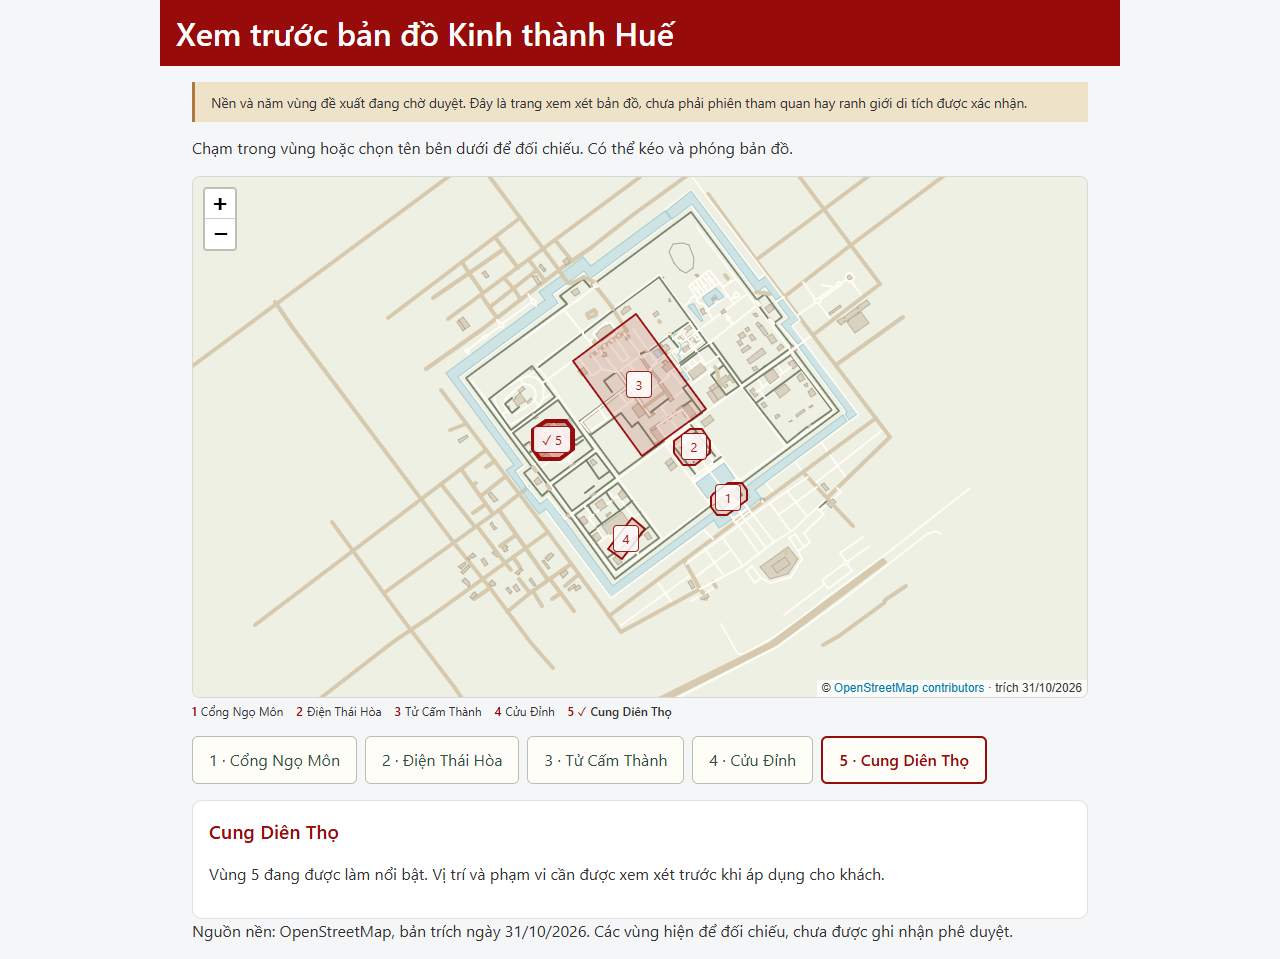 Xem trước bản đồ Kinh thành Huế
Nền và năm vùng đề xuất đang chờ duyệt. Đây là trang xem xét bản đồ, chưa phải phiên tham quan hay ranh giới di tích được xác nhận.
Chạm trong vùng hoặc chọn tên bên dưới để đối chiếu. Có thể kéo và phóng bản đồ.
+
−
3
✓ 5
2
1
4
© OpenStreetMap contributors · trích 31/10/2026
1 Cổng Ngọ Môn 2 Điện Thái Hòa 3 Tử Cấm Thành 4 Cửu Đỉnh 5 ✓ Cung Diên Thọ
1 · Cổng Ngọ Môn 2 · Điện Thái Hòa 3 · Tử Cấm Thành 4 · Cửu Đỉnh 5 · Cung Diên Thọ
Cung Diên Thọ
Vùng 5 đang được làm nổi bật. Vị trí và phạm vi cần được xem xét trước khi áp dụng cho khách.
Nguồn nền: OpenStreetMap, bản trích ngày 31/10/2026. Các vùng hiện để đối chiếu, chưa được ghi nhận phê duyệt.